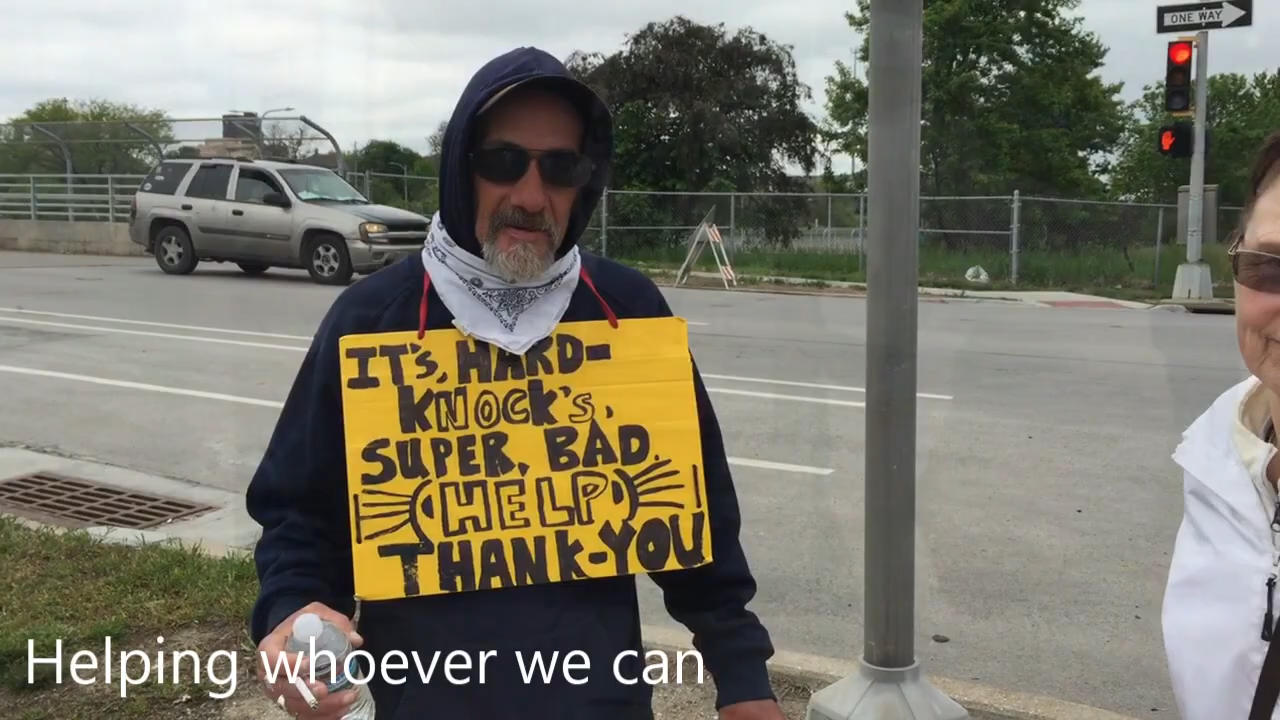 ONE WAY
IT's, HARD-
KNOCK's,
SUPER, BAD.
(HELP)
THANK-YOU
Helping whoever we can